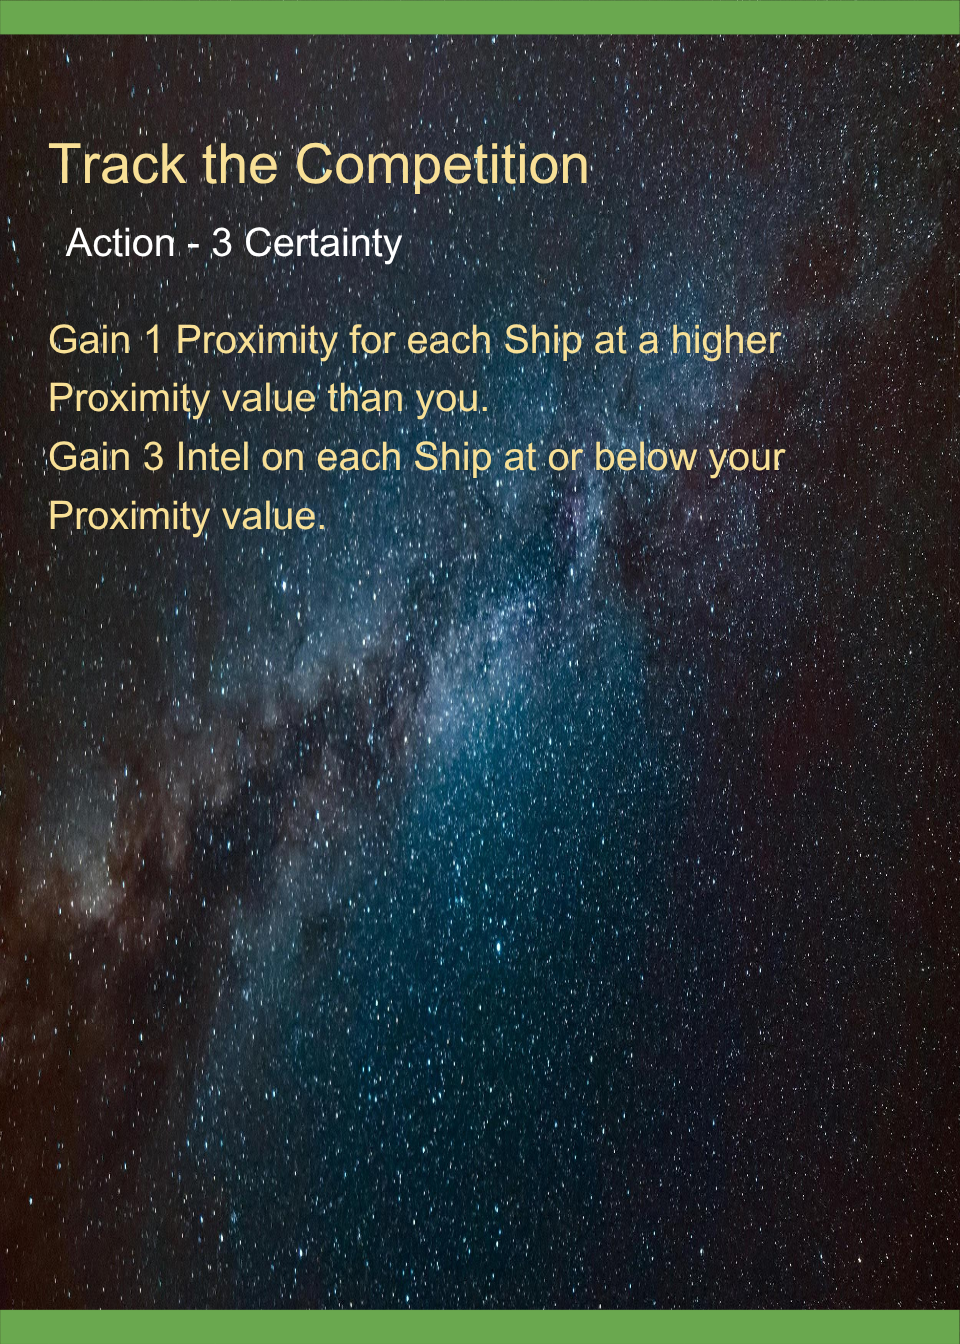 Track the Competition
Action - 3 Certainty
Gain 1 Proximity for each Ship at a higher
Proximity value than you.
Gain 3 Intel on each Ship at or below your
Proximity value.